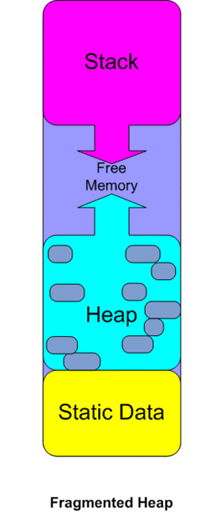 Stack
Free
Memory
Heap
Static Data
Fragmented Heap